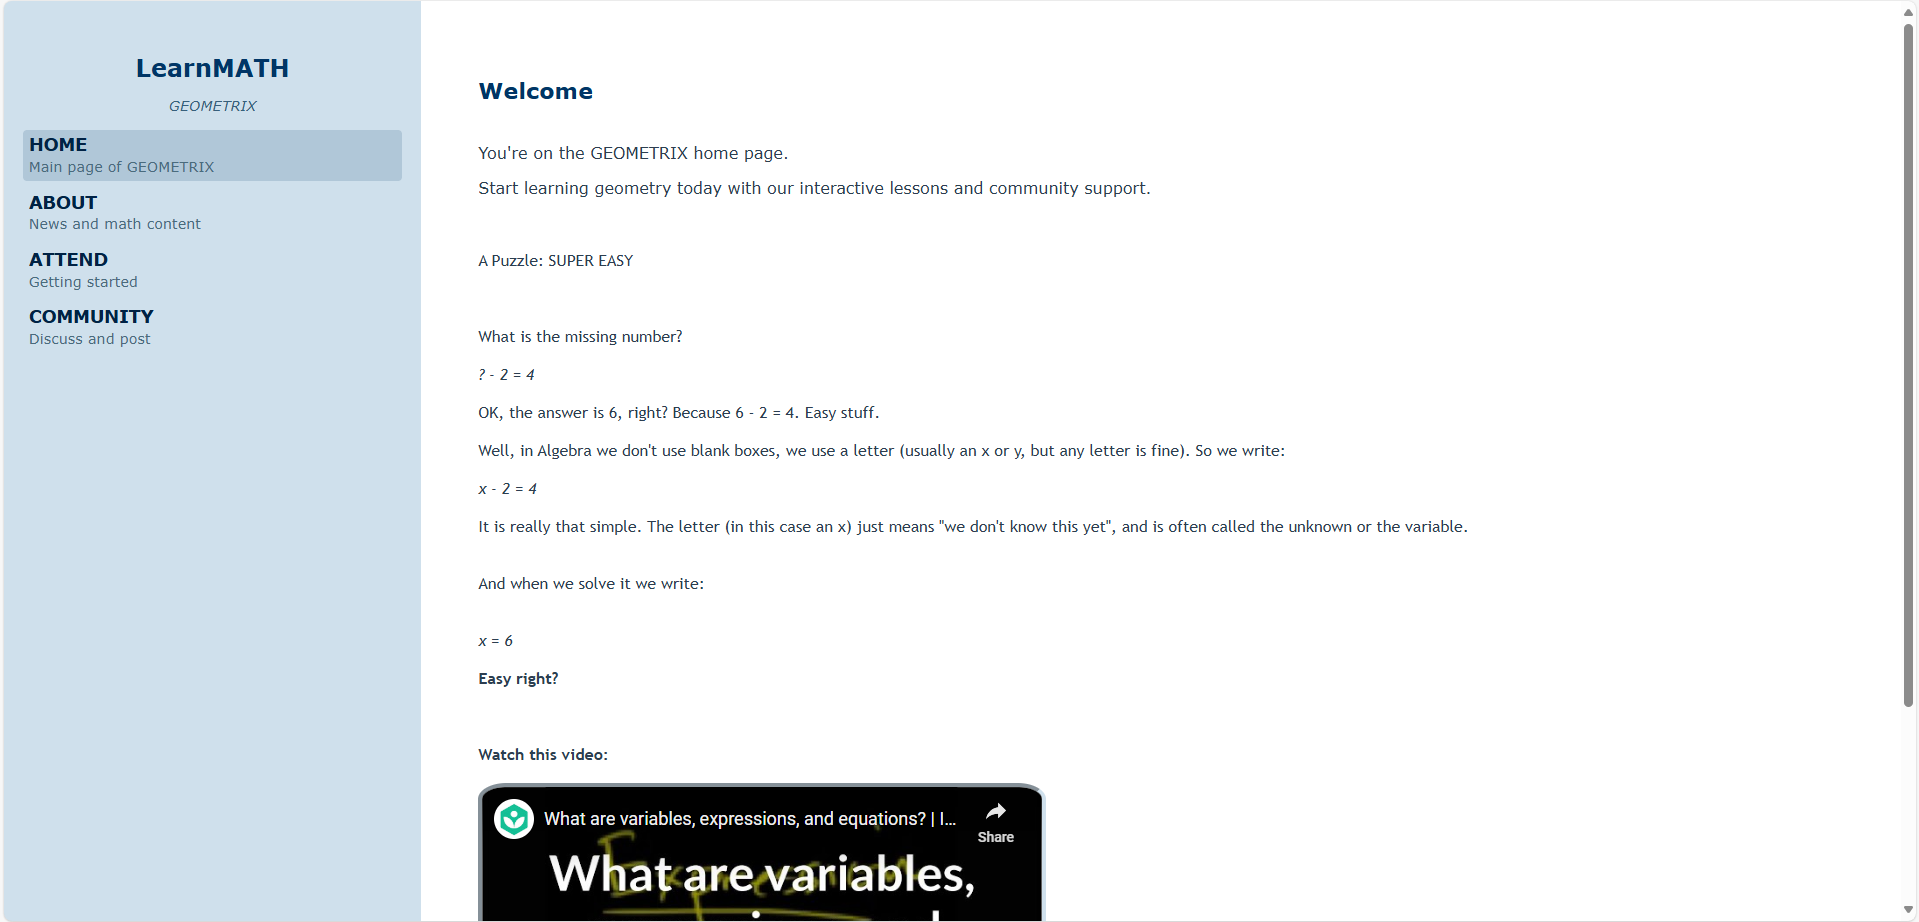 LearnMATH
GEOMETRIX
HOME
Main page of GEOMETRIX
ABOUT
News and math content
ATTEND
Getting started
COMMUNITY
Discuss and post
Welcome
You're on the GEOMETRIX home page.
Start learning geometry today with our interactive lessons and community support.
A Puzzle: SUPER EASY
What is the missing number?
? - 2 = 4
OK, the answer is 6, right? Because 6 - 2 = 4. Easy stuff.
Well, in Algebra we don't use blank boxes, we use a letter (usually an x or y, but any letter is fine). So we write:
x - 2 = 4
It is really that simple. The letter (in this case an x) just means "we don't know this yet", and is often called the unknown or the variable.
And when we solve it we write:
x = 6
Easy right?
Watch this video:
What are variables, expressions, and equations? | I...
Share
What are variables,